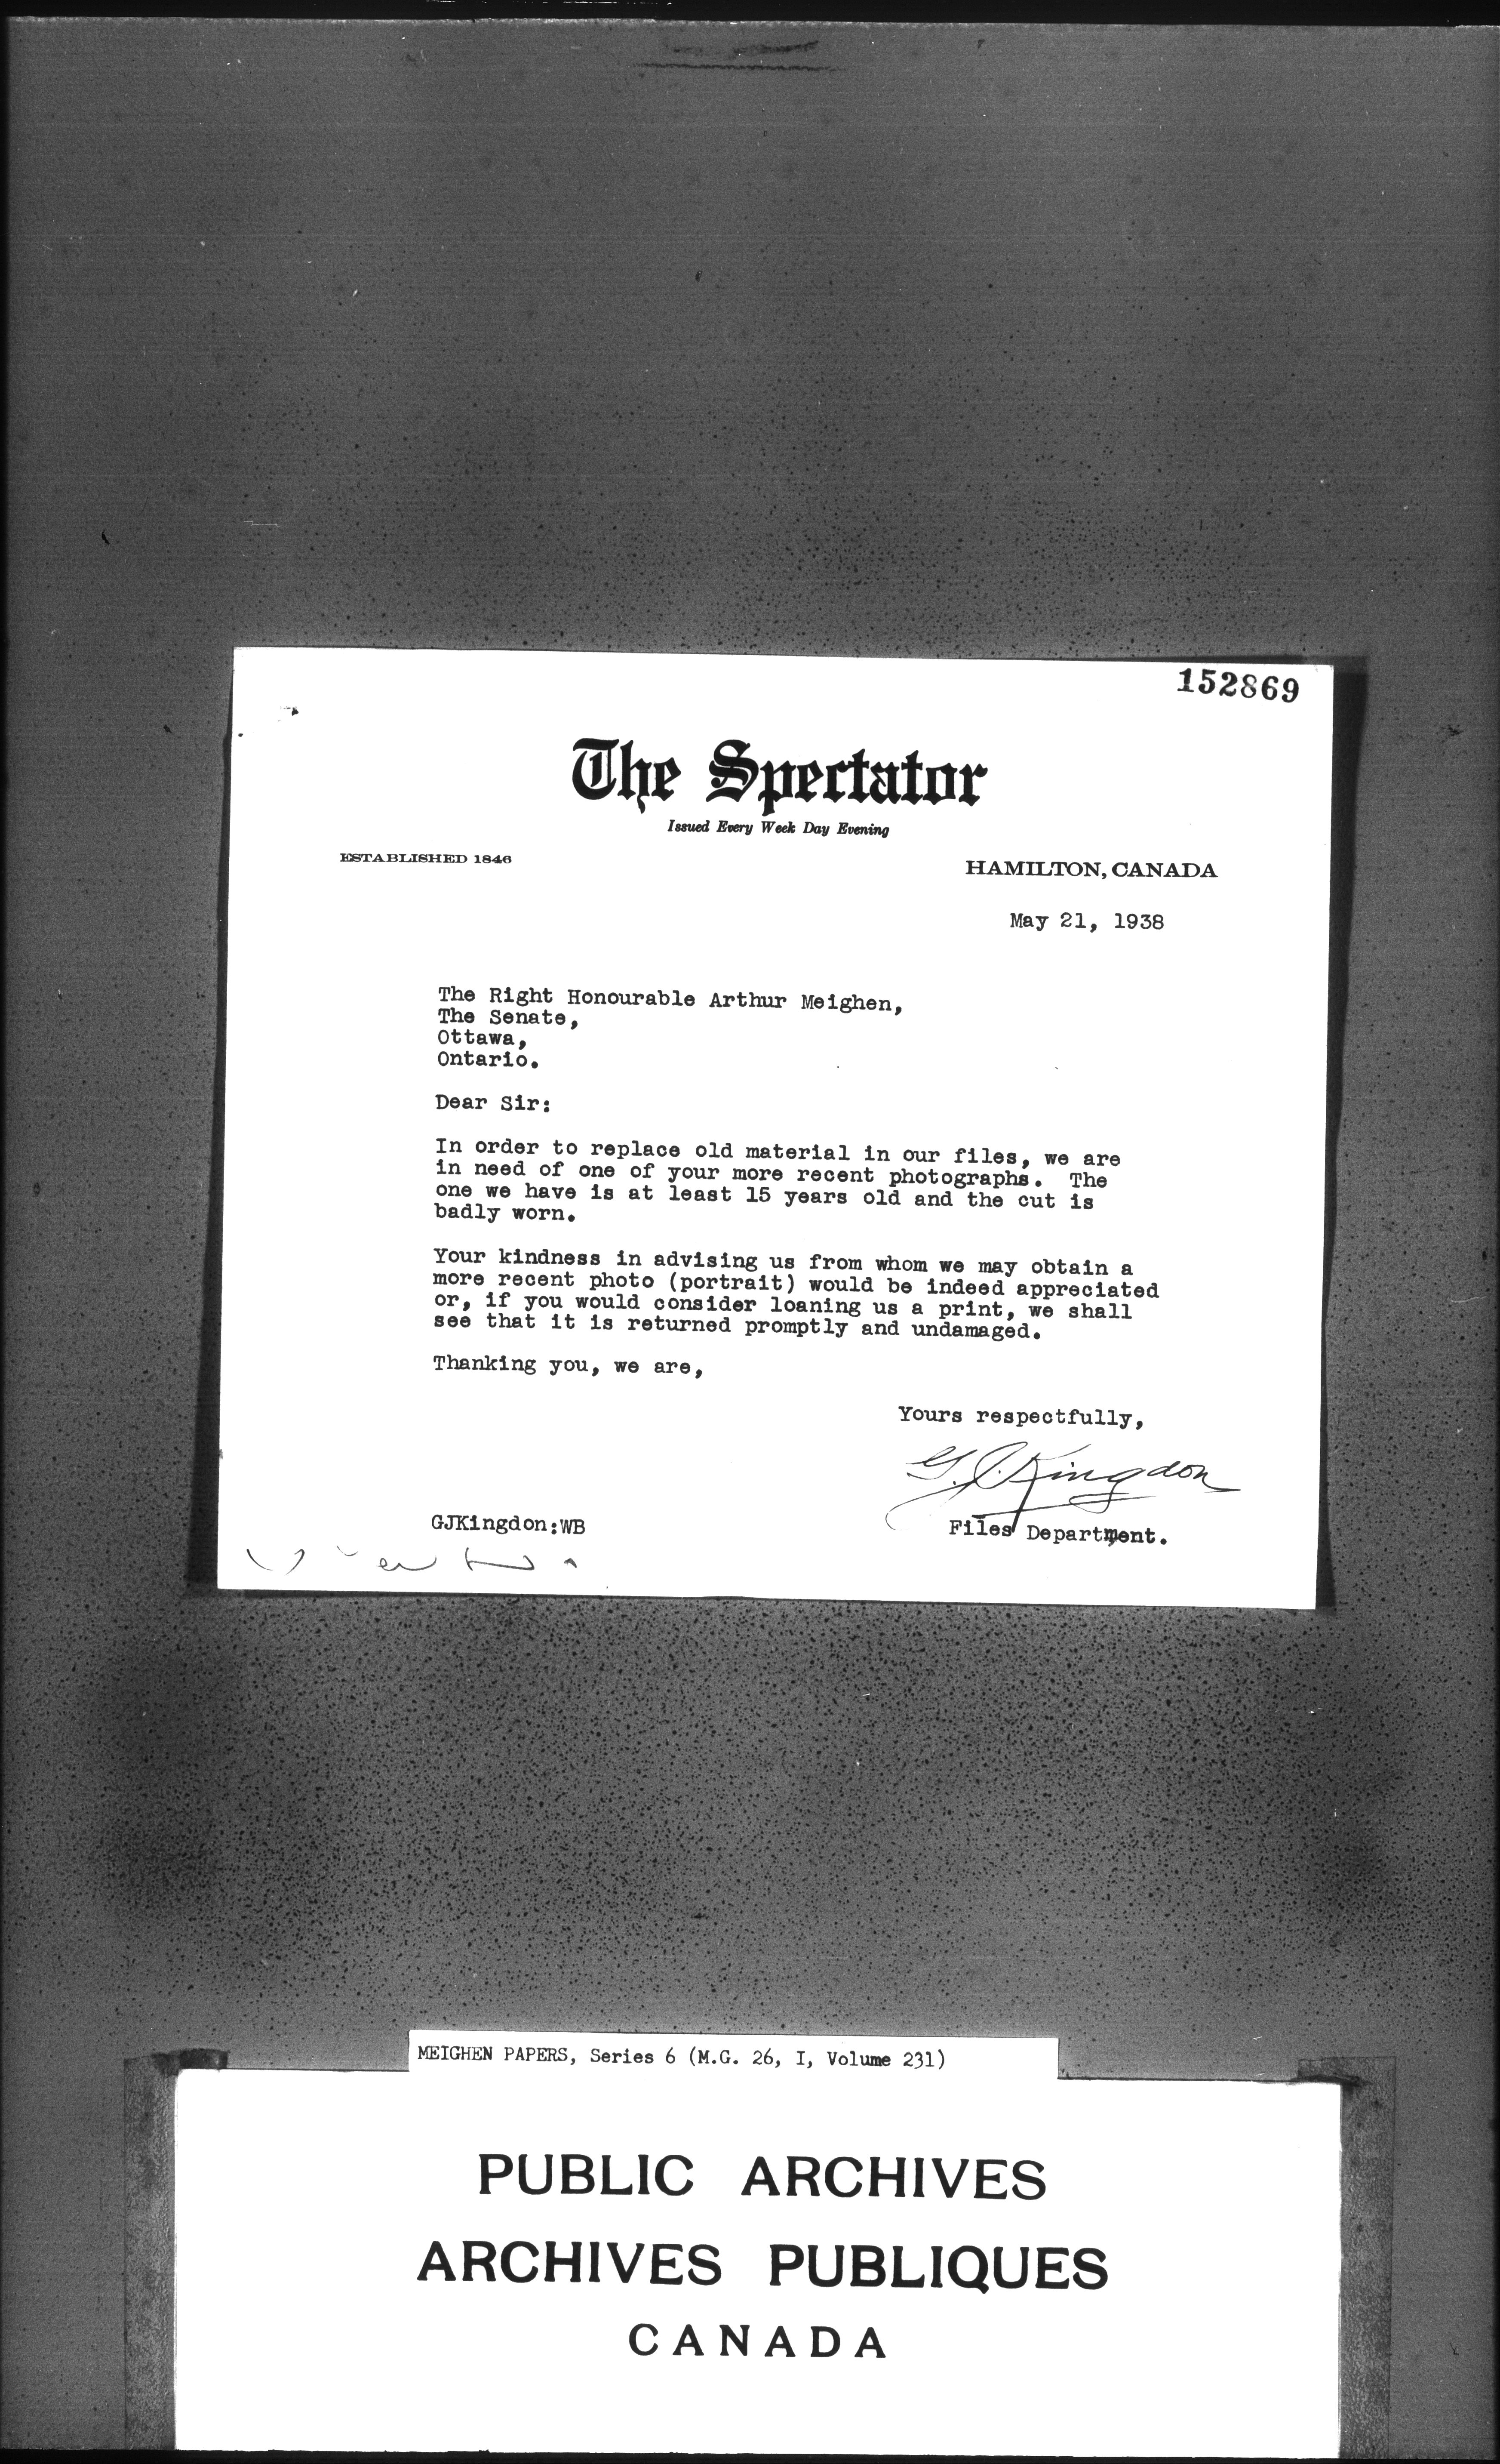 152869
The Spectator
Issued Every Week Day Evening
ESTABLISHED 1846
HAMILTON, CANADA
May 21, 1938
The Right Honourable Arthur Meighen,
The Senate,
Ottawa,
Ontario.
Dear Sir:
In order to replace old material in our files, we are
in need of one of your more recent photographs. The
one we have is at least 15 years old and the cut is
badly worn.
Your kindness in advising us from whom we may obtain a
more recent photo (portrait) would be indeed appreciated
or, if you would consider loaning us a print, we shall
see that it is returned promptly and undamaged.
Thanking you, we are,
Yours respectfully,
G. J. Kingdon
Files Department.
GJKingdon:WB
MEIGHEN PAPERS, Series 6 (M.G. 26, I, Volume 231)
PUBLIC ARCHIVES
ARCHIVES PUBLIQUES
CANADA